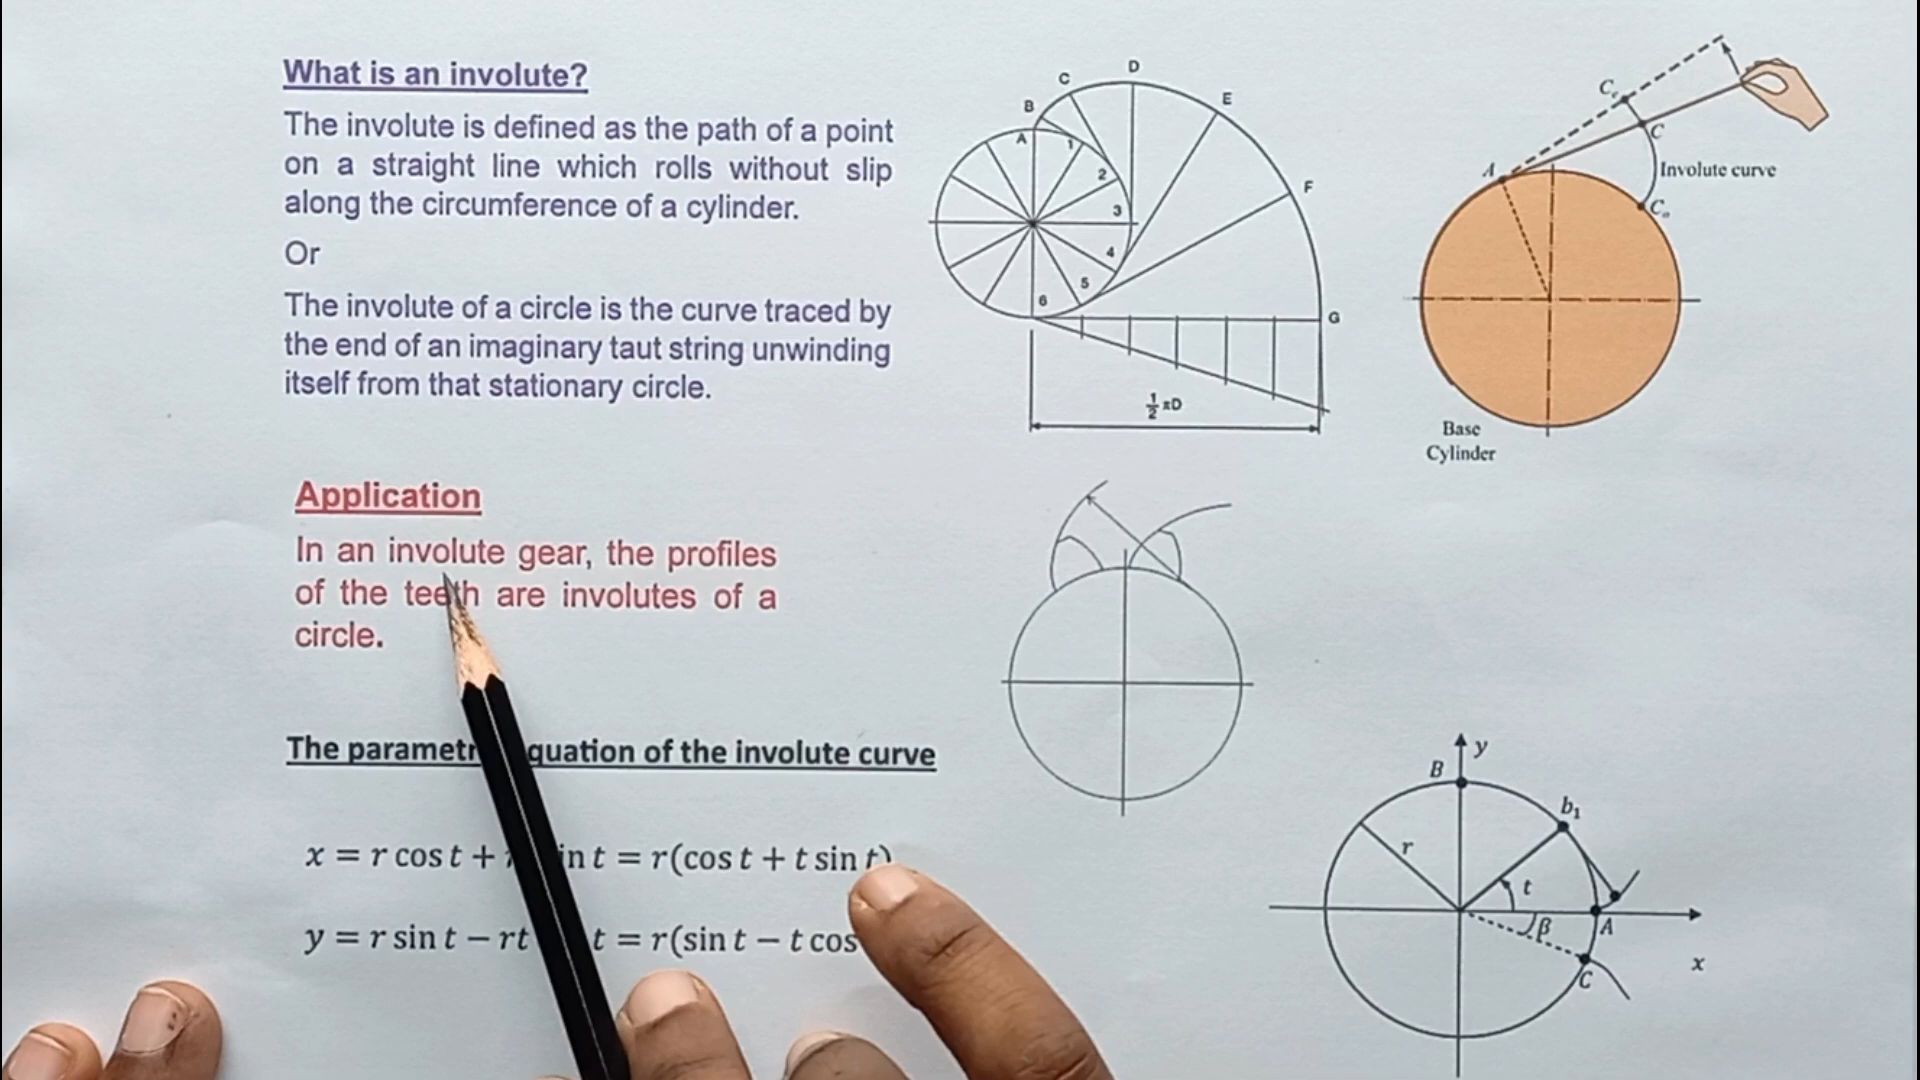 What is an involute?
The involute is defined as the path of a point
on a straight line which rolls without slip
along the circumference of a cylinder.
Or
The involute of a circle is the curve traced by
the end of an imaginary taut string unwinding
itself from that stationary circle.
A
B
C
D
E
F
G
1
2
3
4
5
6
½ πD
A
C
Involute curve
Base
Cylinder
Application
In an involute gear, the profiles
of the teeth are involutes of a
circle.
The parametr quation of the involute curve
x = r cos t + in t = r(cos t + t sin t)
y = r sin t − rt t = r(sin t − t cos
y
B
b₁
r
t
β
A
x
C